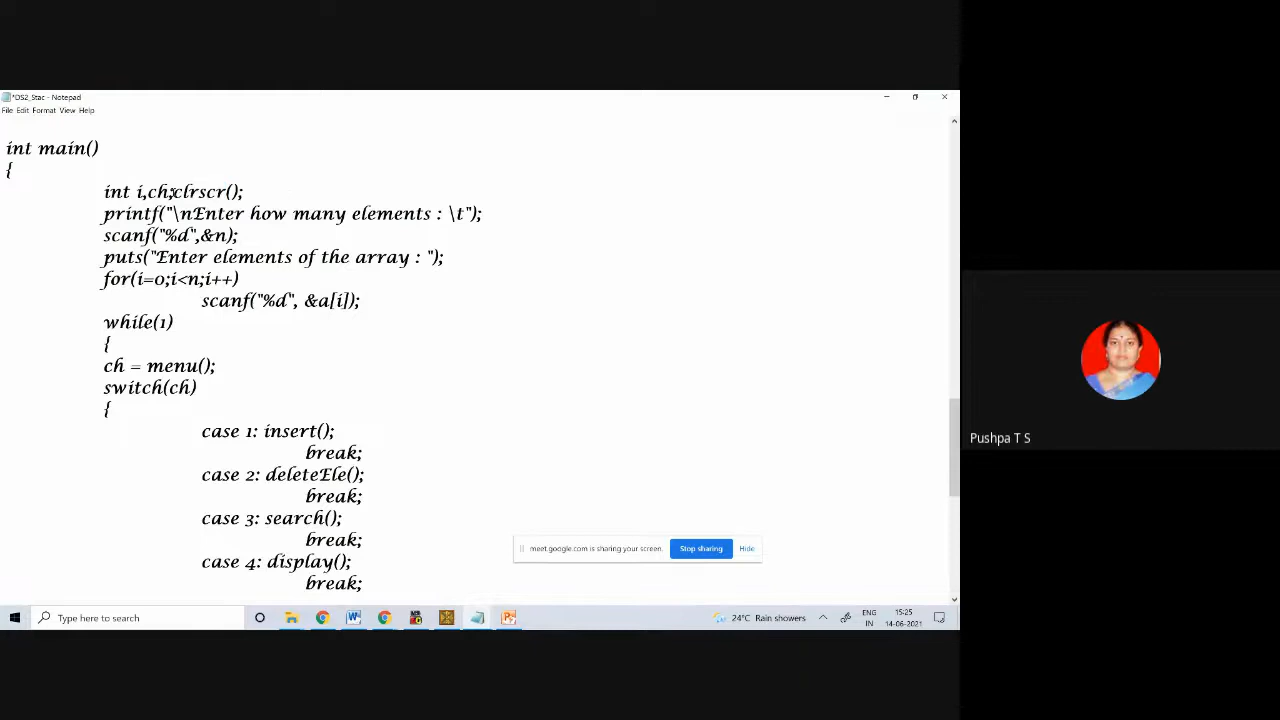 *DS2_Stac - Notepad
File Edit Format View Help
int main()
{
int i,ch;clrscr();
printf("\nEnter how many elements : \t");
scanf("%d",&n);
puts("Enter elements of the array : ");
for(i=0;i<n;i++)
scanf("%d", &a[i]);
while(1)
{
ch = menu();
switch(ch)
{
case 1: insert();
break;
case 2: deleteEle();
break;
case 3: search();
break;
case 4: display();
break;
meet.google.com is sharing your screen. Stop sharing Hide
Pushpa T S
Type here to search
24°C Rain showers
ENG
IN
15:25
14-06-2021